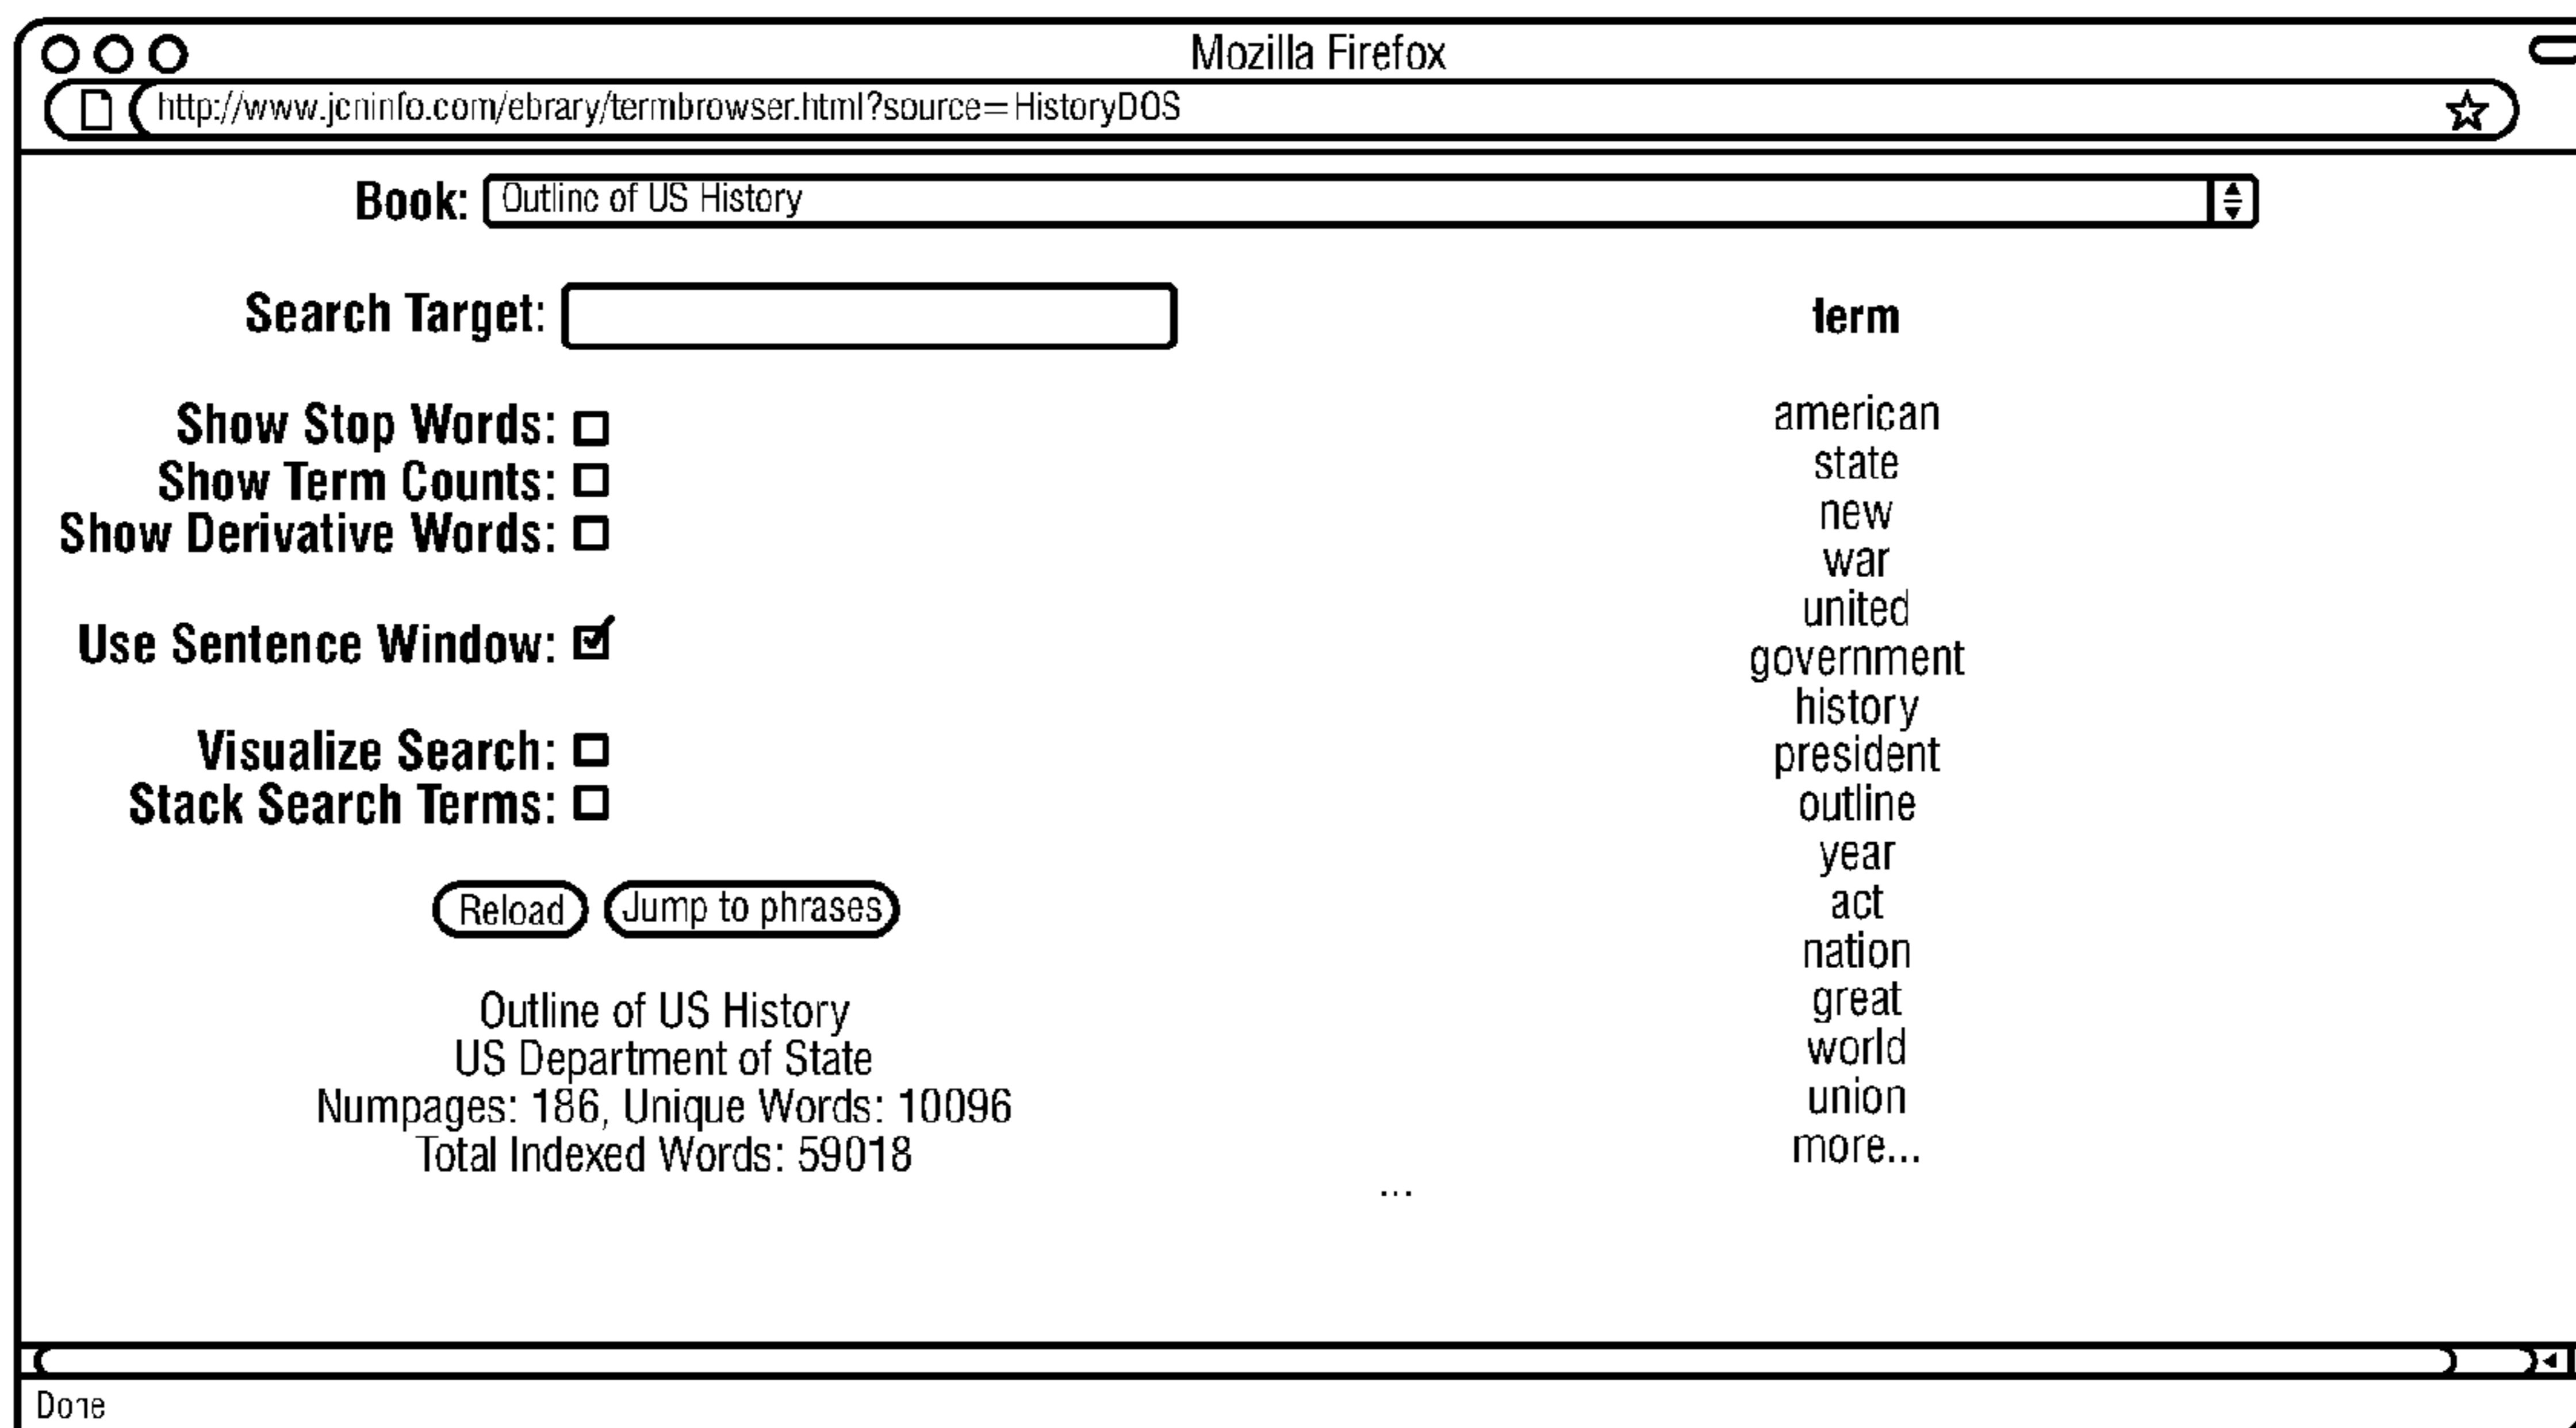 Mozilla Firefox
http://www.jcninfo.com/ebrary/termbrowser.html?source=HistoryDOS
Book: Outline of US History
Search Target:
term
Show Stop Words:
Show Term Counts:
Show Derivative Words:
Use Sentence Window:
Visualize Search:
Stack Search Terms:
Reload Jump to phrases
Outline of US History
US Department of State
Numpages: 186, Unique Words: 10096
Total Indexed Words: 59018
american
state
new
war
united
government
history
president
outline
year
act
nation
great
world
union
more...
...
Done